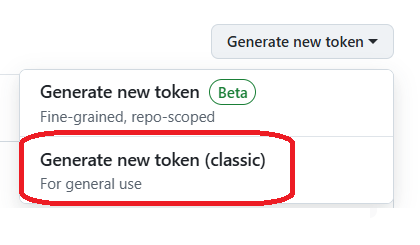 Generate new token
Generate new token Beta
Fine-grained, repo-scoped
Generate new token (classic)
For general use